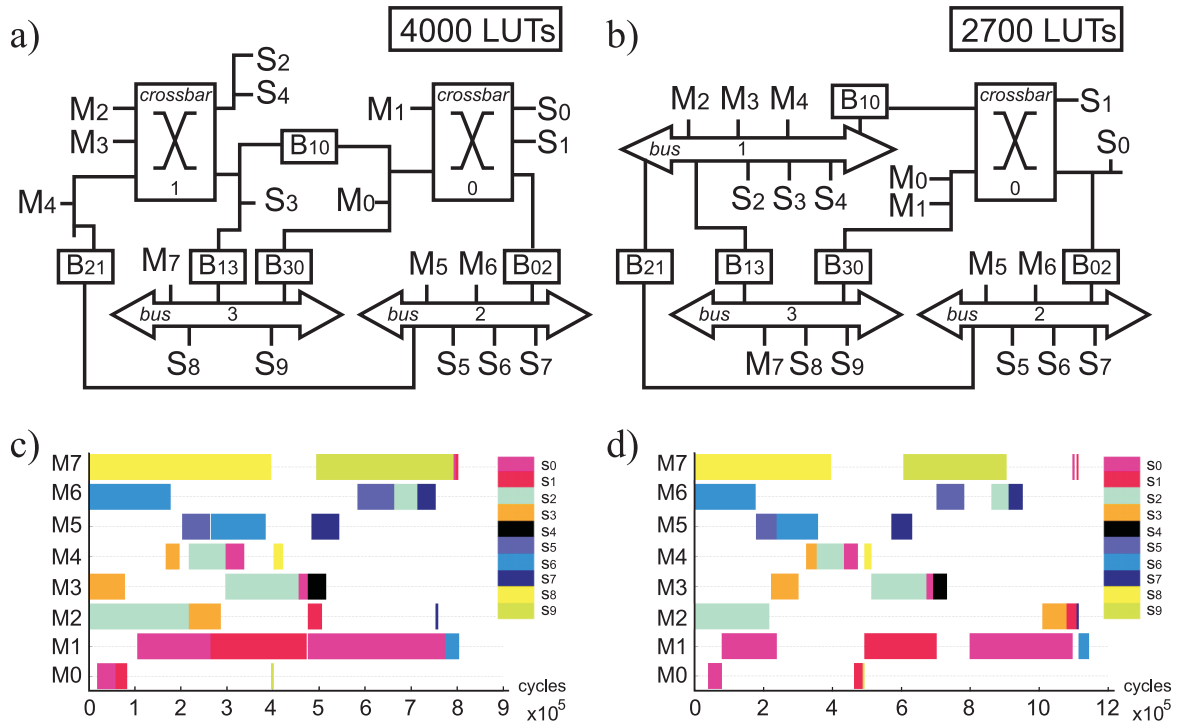 a)
4000 LUTs
S2
S4
crossbar
M2
M3
1
M4
B10
S3
M0
M1
crossbar
0
S0
S1
B21
M7
B13
B30
M5
M6
B02
bus 3
bus 2
S8
S9
S5
S6
S7
b)
2700 LUTs
M2
M3
M4
B10
crossbar
0
S1
S0
bus 1
S2
S3
S4
M0
M1
B21
B13
B30
M5
M6
B02
bus 3
bus 2
M7
S8
S9
S5
S6
S7
c)
M7
M6
M5
M4
M3
M2
M1
M0
S0
S1
S2
S3
S4
S5
S6
S7
S8
S9
cycles
0 1 2 3 4 5 6 7 8 9
x10^5
d)
M7
M6
M5
M4
M3
M2
M1
M0
S0
S1
S2
S3
S4
S5
S6
S7
S8
S9
cycles
0 2 4 6 8 10 12
x10^5